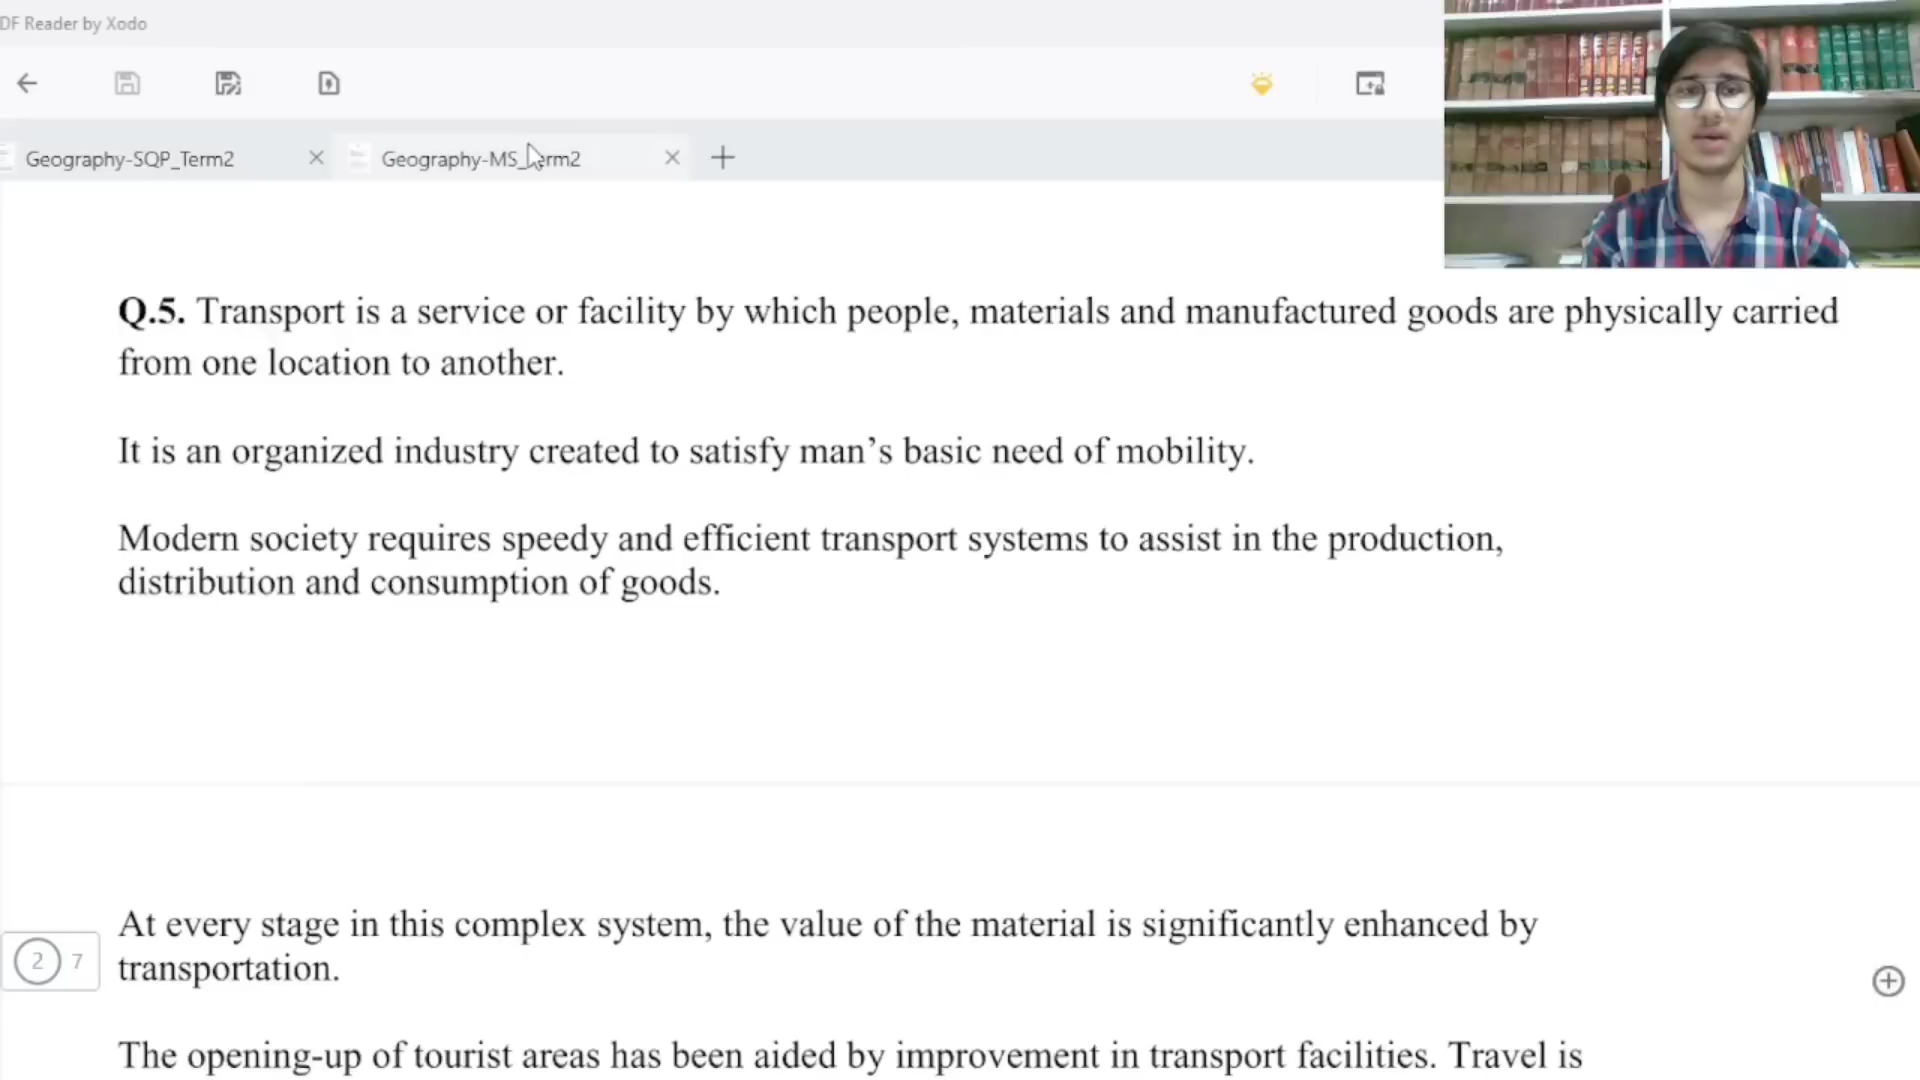 DF Reader by Xodo
Geography-SQP_Term2
Geography-MS_Term2
Q.5. Transport is a service or facility by which people, materials and manufactured goods are physically carried
from one location to another.
It is an organized industry created to satisfy man’s basic need of mobility.
Modern society requires speedy and efficient transport systems to assist in the production,
distribution and consumption of goods.
At every stage in this complex system, the value of the material is significantly enhanced by
2 7
transportation.
The opening-up of tourist areas has been aided by improvement in transport facilities. Travel is